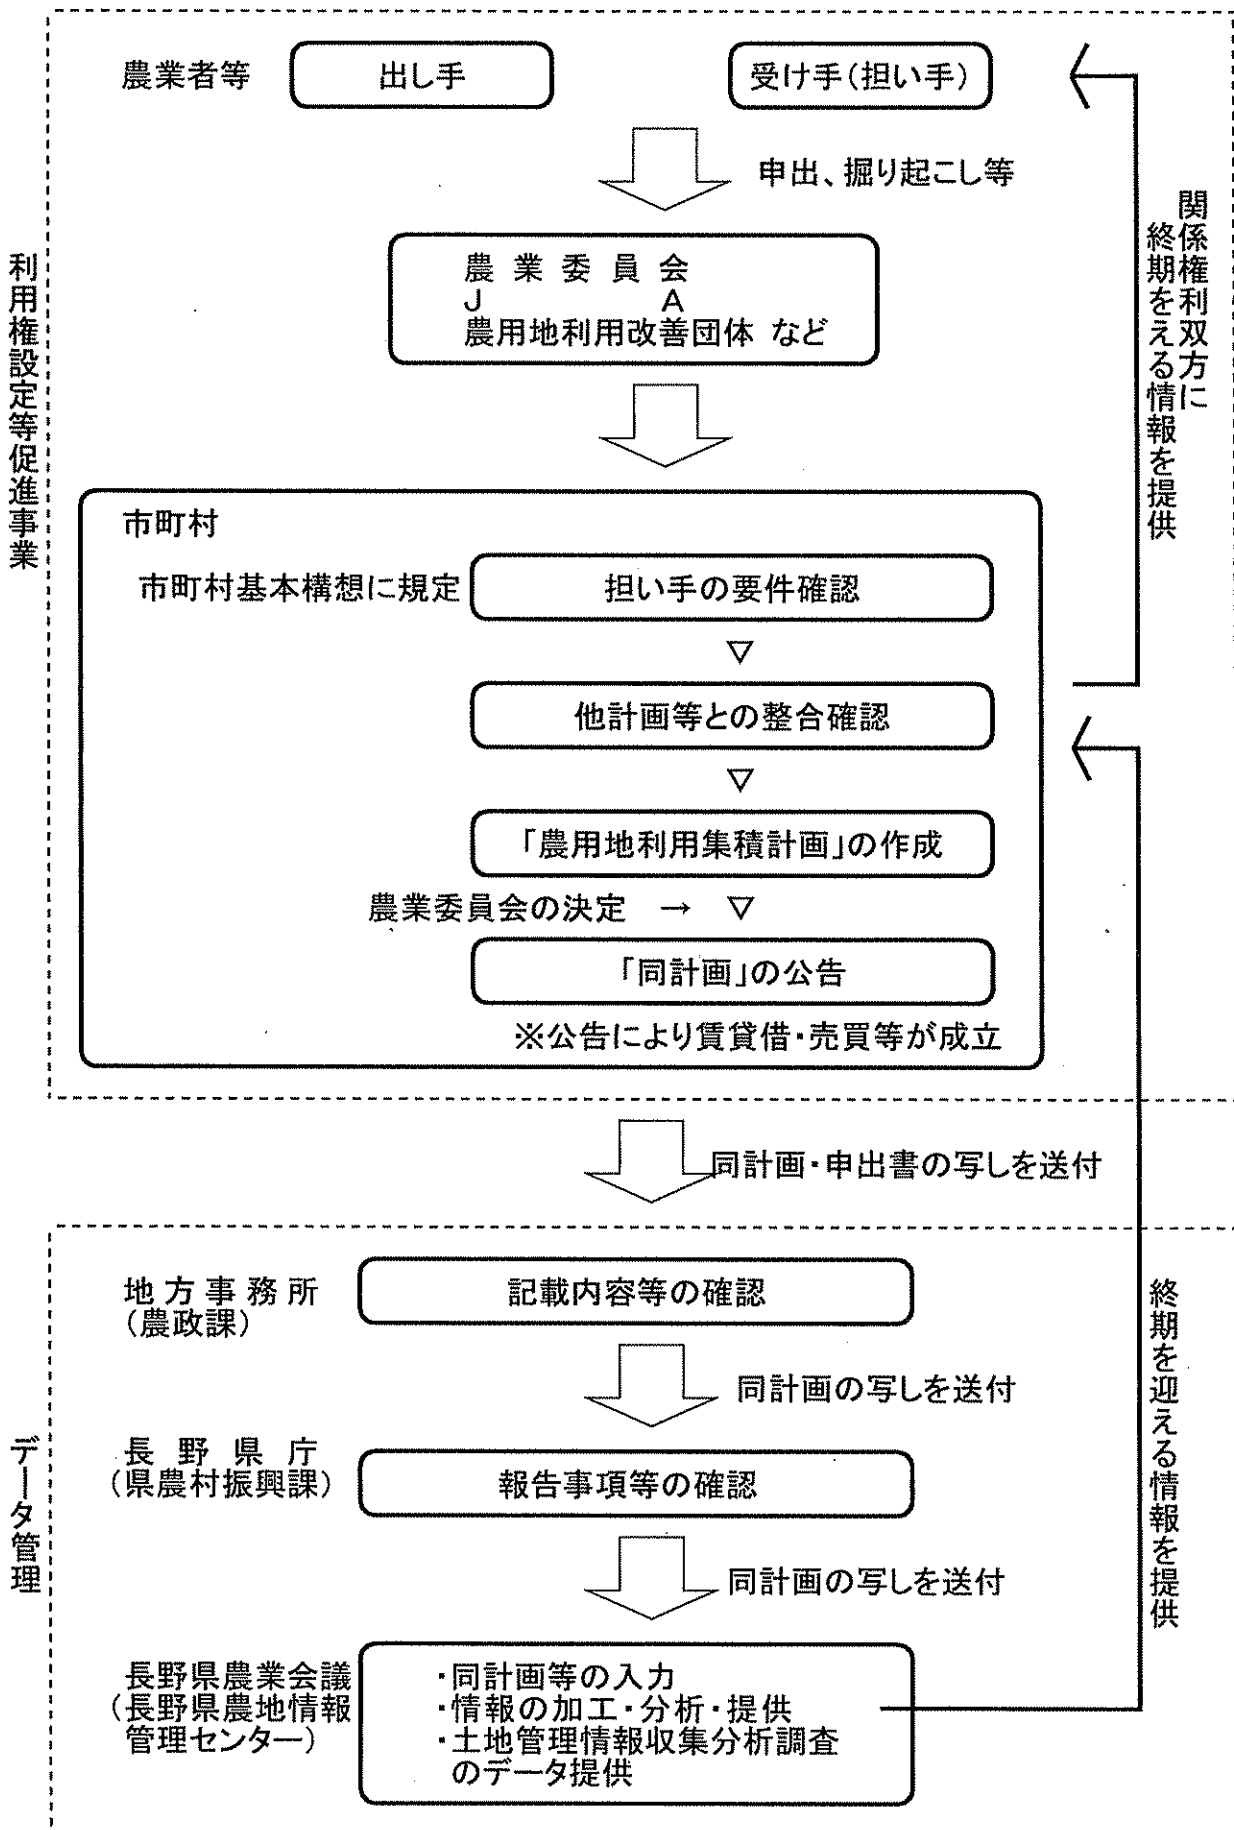 農業者等
出し手
受け手(担い手)
申出、掘り起こし等
農業委員会
JA
農用地利用改善団体 など
利用権設定等促進事業
関係権利双方に
終期をえる情報を提供
市町村
市町村基本構想に規定
担い手の要件確認
▽
他計画等との整合確認
▽
「農用地利用集積計画」の作成
農業委員会の決定 → ▽
「同計画」の公告
※公告により賃貸借・売買等が成立
同計画・申出書の写しを送付
データ管理
地方事務所
(農政課)
記載内容等の確認
同計画の写しを送付
長野県庁
(県農村振興課)
報告事項等の確認
同計画の写しを送付
長野県農業会議
(長野県農地情報
管理センター)
・同計画等の入力
・情報の加工・分析・提供
・土地管理情報収集分析調査
のデータ提供
終期を迎える情報を提供